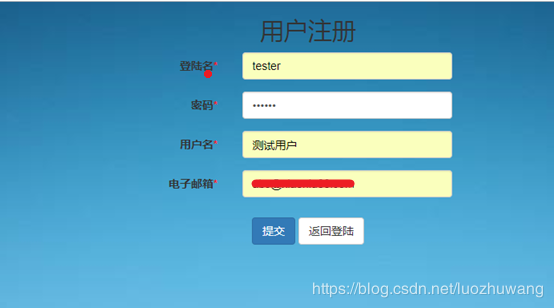 用户注册
登陆名* tester
密码* ••••••
用户名* 测试用户
电子邮箱*
提交 返回登陆
https://blog.csdn.net/luozhuwang